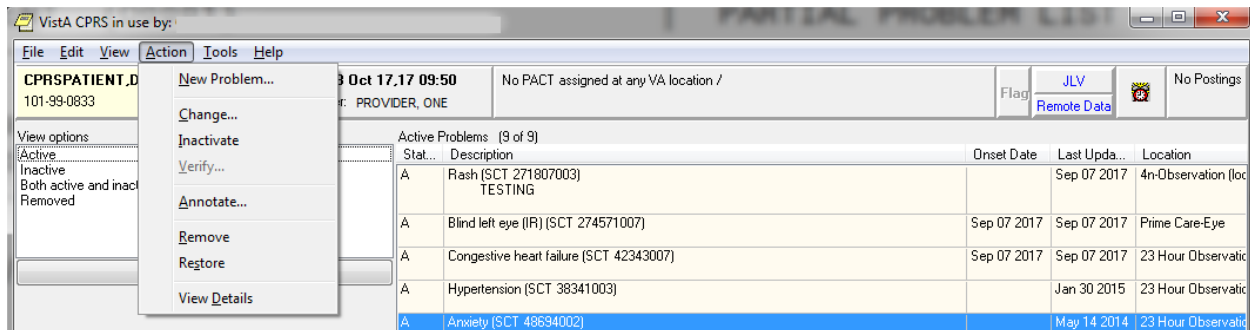 PARTIAL PROBLEM LIST
VistA CPRS in use by:
File Edit View Action Tools Help
CPRSPATIENT,D
101-99-0833
Oct 17,17 09:50
PROVIDER, ONE
No PACT assigned at any VA location /
Flag
JLV
Remote Data
No Postings
New Problem...
Change...
Inactivate
Verify...
Annotate...
Remove
Restore
View Details
View options
Active
Inactive
Both active and inact
Removed
Active Problems (9 of 9)
Stat... Description Onset Date Last Upda... Location
A Rash (SCT 271807003) Sep 07 2017 4n-Observation (loc
TESTING
A Blind left eye (IR) (SCT 274571007) Sep 07 2017 Sep 07 2017 Prime Care-Eye
A Congestive heart failure (SCT 42343007) Sep 07 2017 Sep 07 2017 23 Hour Observatic
A Hypertension (SCT 38341003) Jan 30 2015 23 Hour Observatic
A Anxiety (SCT 48694002) May 14 2014 23 Hour Observatic